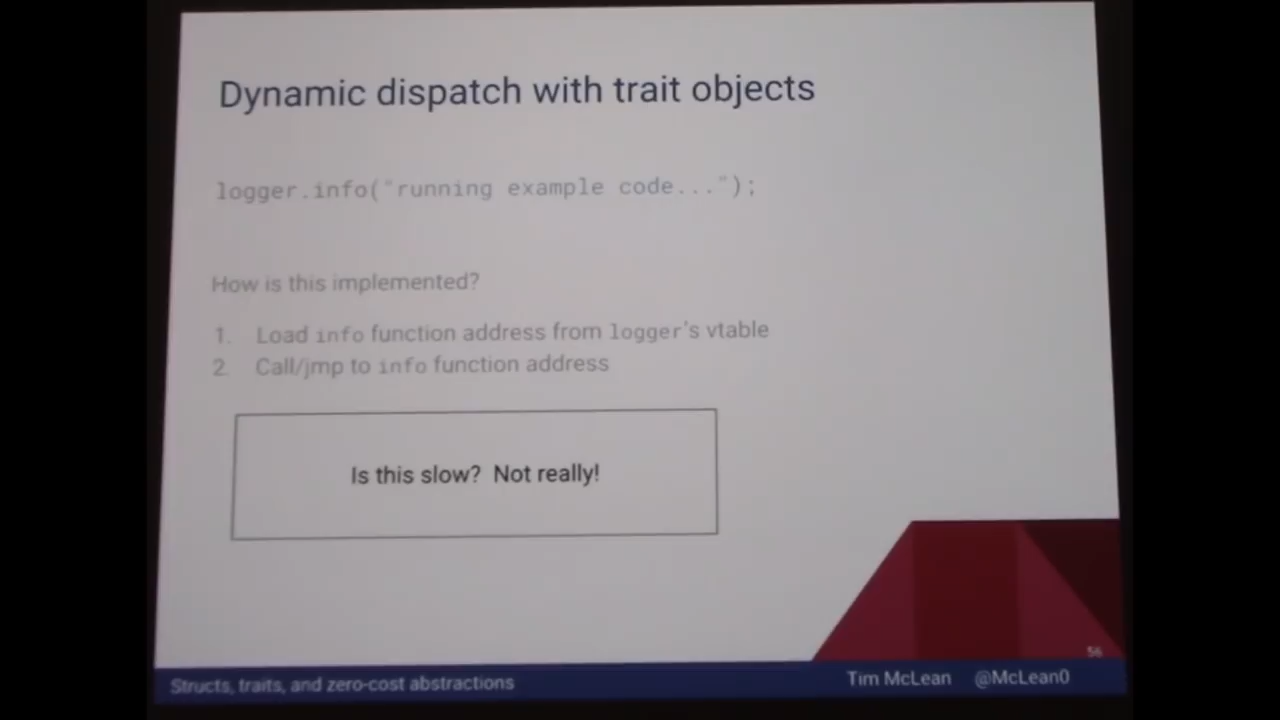 Dynamic dispatch with trait objects
logger.info("running example code...");
How is this implemented?
1. Load info function address from logger's vtable
2. Call/jmp to info function address
Is this slow? Not really!
56
Structs, traits, and zero-cost abstractions
Tim McLean @McLean0